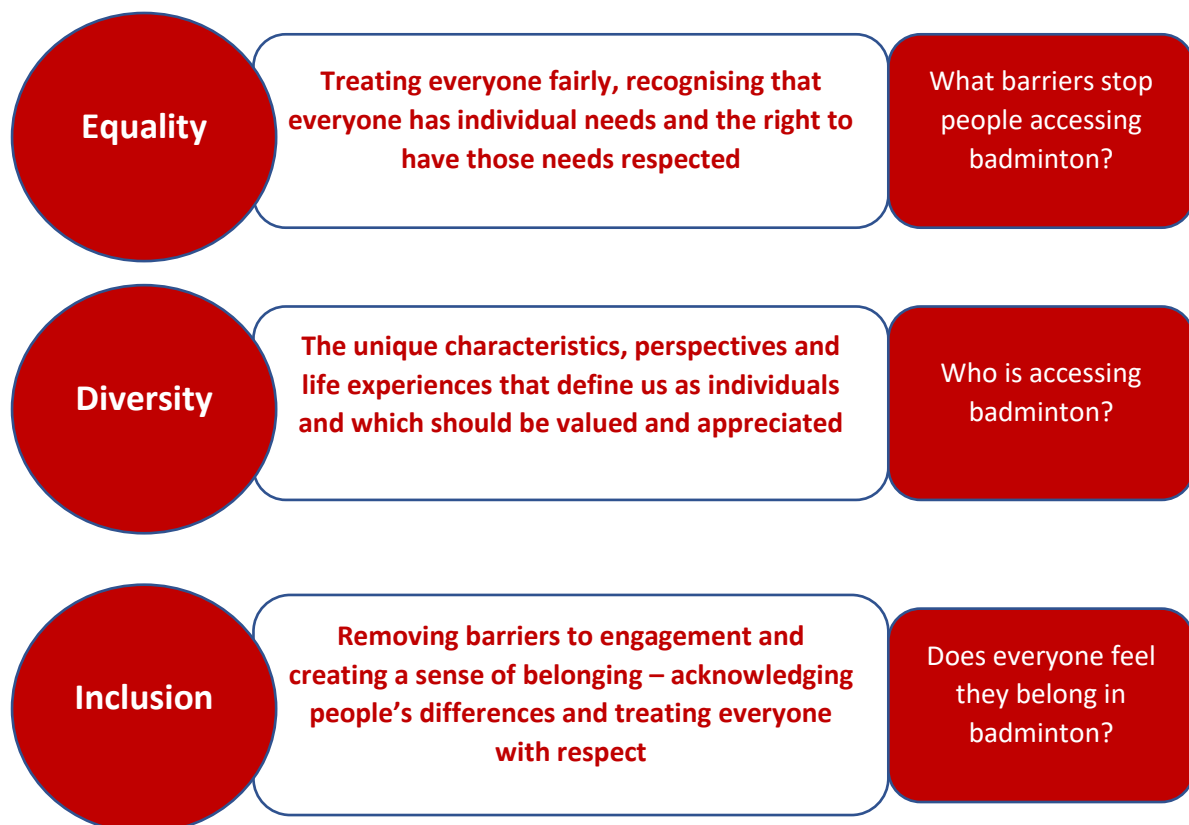 Equality
Treating everyone fairly, recognising that
everyone has individual needs and the right to
have those needs respected
What barriers stop
people accessing
badminton?
Diversity
The unique characteristics, perspectives and
life experiences that define us as individuals
and which should be valued and appreciated
Who is accessing
badminton?
Inclusion
Removing barriers to engagement and
creating a sense of belonging – acknowledging
people’s differences and treating everyone
with respect
Does everyone feel
they belong in
badminton?